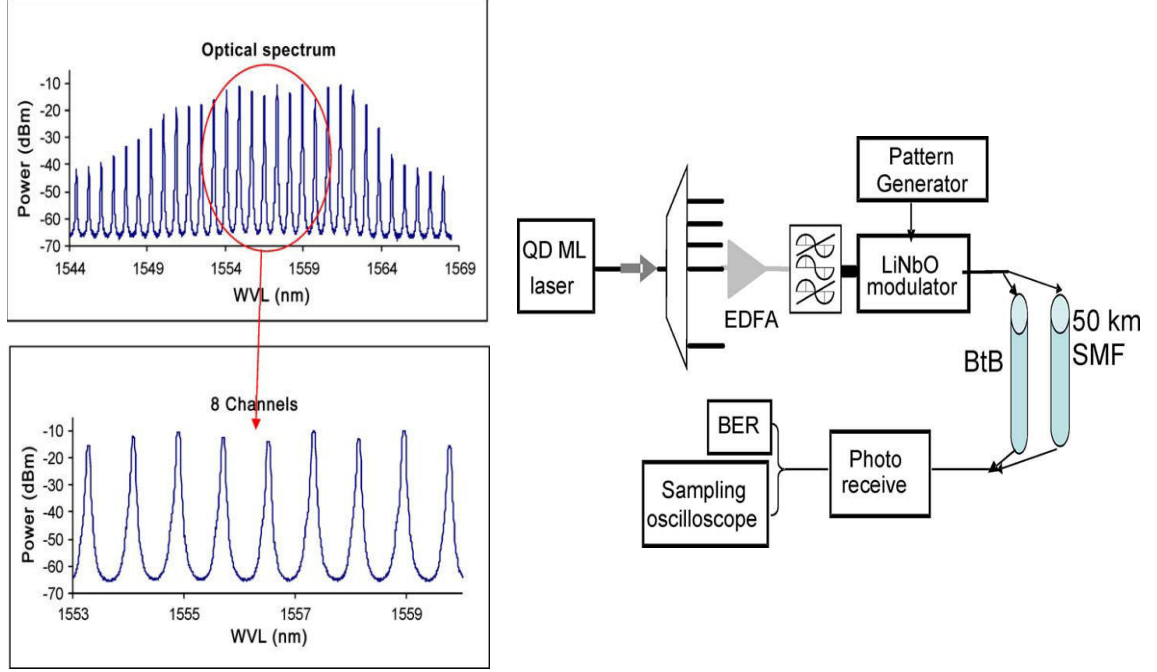 Optical spectrum
Power (dBm)
-10
-20
-30
-40
-50
-60
-70
1544
1549
1554
1559
1564
1569
WVL (nm)
8 Channels
Power (dBm)
-10
-20
-30
-40
-50
-60
-70
1553
1555
1557
1559
WVL (nm)
QD ML
laser
EDFA
Pattern
Generator
LiNbO
modulator
BtB
50 km
SMF
BER
Sampling
oscilloscope
Photo
receive